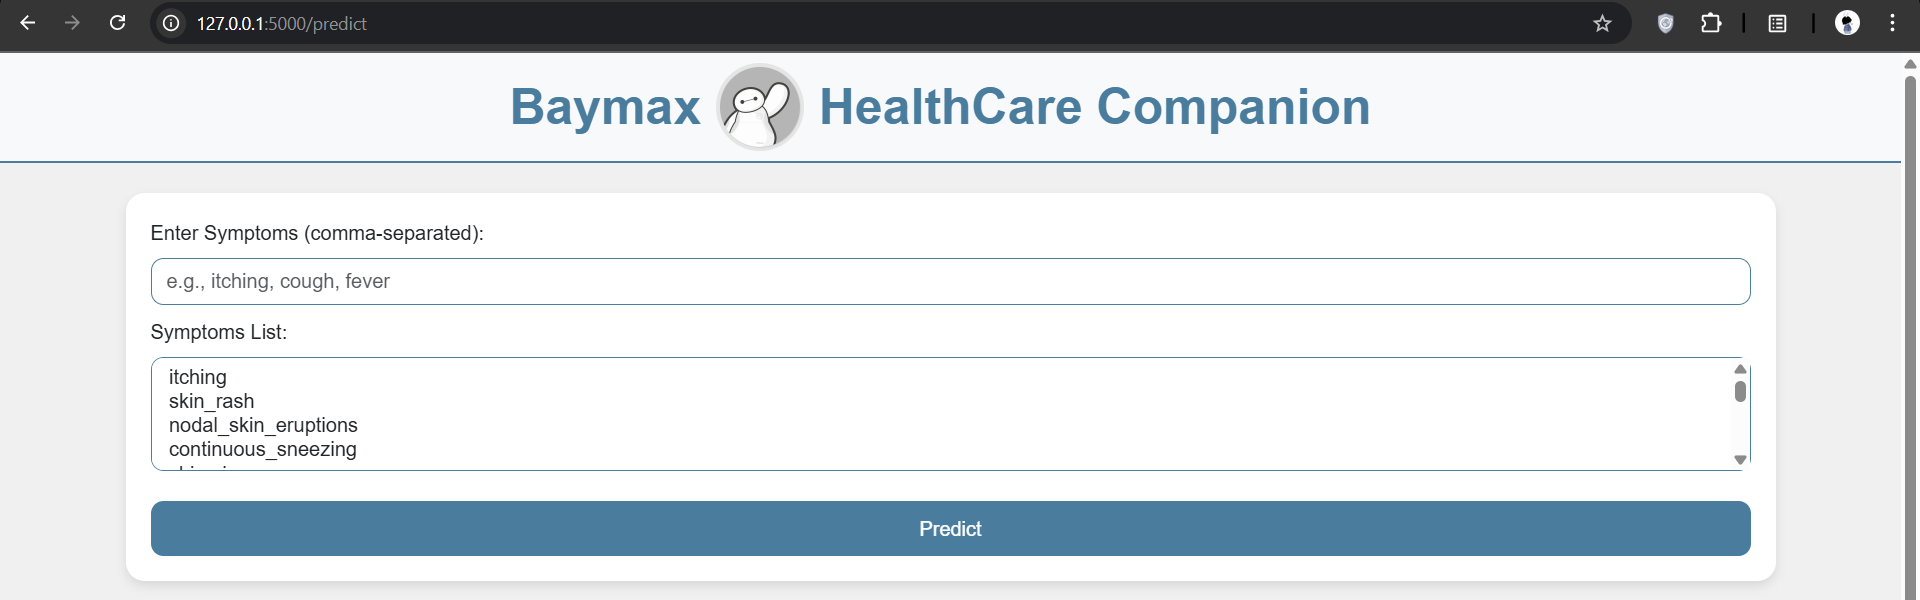 127.0.0.1:5000/predict
Baymax HealthCare Companion
Enter Symptoms (comma-separated):
e.g., itching, cough, fever
Symptoms List:
itching
skin_rash
nodal_skin_eruptions
continuous_sneezing
Predict